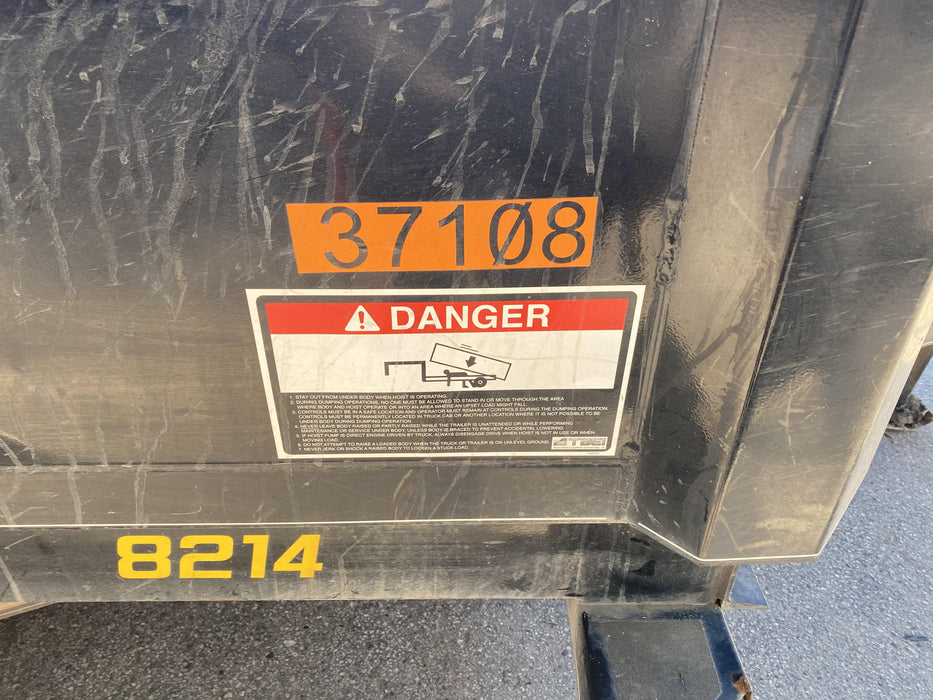 37108
DANGER
1. STAY OUT FROM UNDER BODY WHEN HOIST IS OPERATING.
2. DURING DUMPING OPERATIONS, NO ONE MUST BE ALLOWED TO STAND IN OR MOVE THROUGH THE AREA
WHERE BODY AND HOIST OPERATE OR INTO AN AREA WHERE AN UPSET LOAD MIGHT FALL.
3. CONTROLS MUST BE IN A SAFE LOCATION AND OPERATOR MUST REMAIN AT CONTROLS DURING THE DUMPING OPERATION.
CONTROLS MUST BE PERMANENTLY LOCATED IN TRUCK CAB OR ANOTHER LOCATION WHERE IT IS NOT POSSIBLE TO BE
UNDER BODY DURING DUMPING OPERATION.
4. NEVER LEAVE BODY RAISED OR PARTLY RAISED WHILE THE TRAILER IS UNATTENDED OR WHILE PERFORMING
MAINTENANCE OR SERVICE UNDER BODY UNLESS BODY IS BRACED TO PREVENT ACCIDENTAL LOWERING.
5. IF HOIST PUMP IS DIRECT ENGINE DRIVEN BY TRUCK, ALWAYS DISENGAGE DRIVE WHEN HOIST IS NOT IN USE OR WHEN
MOVING LOAD.
6. DO NOT ATTEMPT TO RAISE A LOADED BODY WHEN THE TRUCK OR TRAILER IS ON UNLEVEL GROUND.
7. NEVER JERK OR SHOCK A RAISED BODY TO LOOSEN A STUCK LOAD.
8214